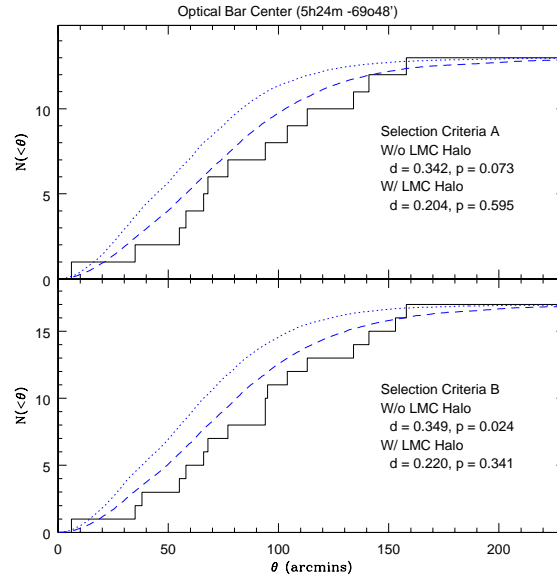 Optical Bar Center (5h24m -69o48')
10
5
0
N(<θ)
Selection Criteria A
W/o LMC Halo
d = 0.342, p = 0.073
W/ LMC Halo
d = 0.204, p = 0.595
15
10
5
0
N(<θ)
Selection Criteria B
W/o LMC Halo
d = 0.349, p = 0.024
W/ LMC Halo
d = 0.220, p = 0.341
0 50 100 150 200
θ (arcmins)